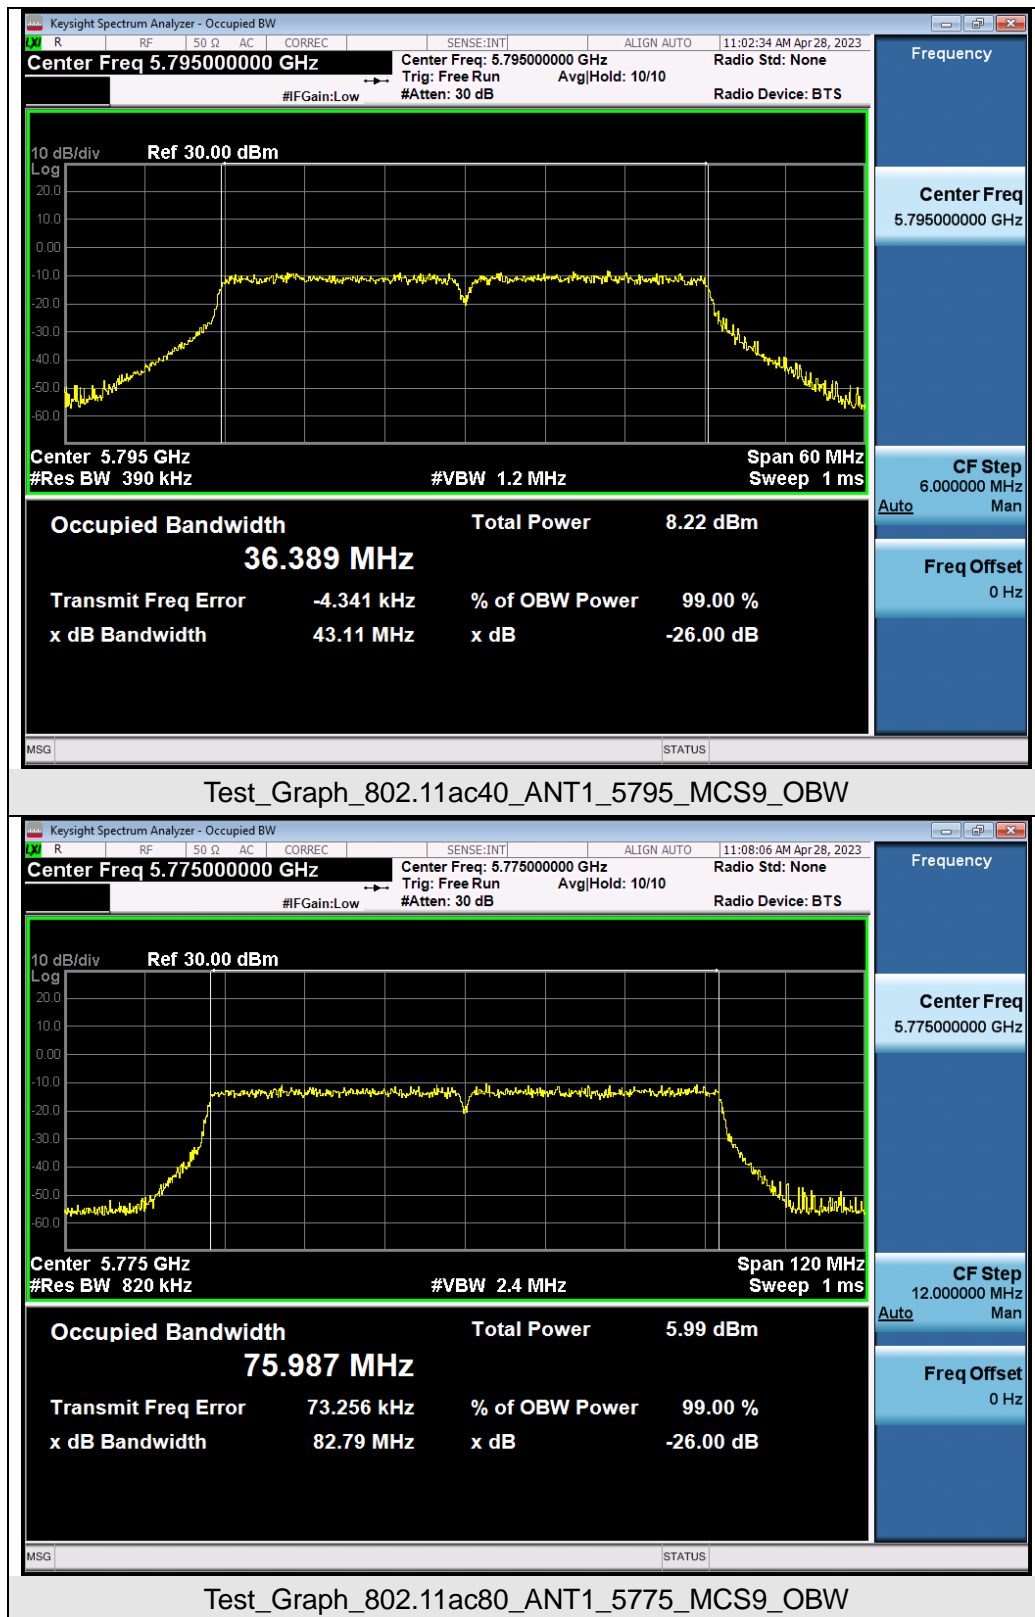 Keysight Spectrum Analyzer - Occupied BW
LXI R RF 50 Ω AC CORREC SENSE:INT ALIGN AUTO 11:02:34 AM Apr 28, 2023
Center Freq 5.795000000 GHz
Center Freq: 5.795000000 GHz Radio Std: None
Trig: Free Run Avg|Hold: 10/10
#IFGain:Low #Atten: 30 dB Radio Device: BTS
Frequency
10 dB/div Ref 30.00 dBm
Log
20.0
10.0
0.00
-10.0
-20.0
-30.0
-40.0
-50.0
-60.0
Center 5.795 GHz Span 60 MHz
#Res BW 390 kHz #VBW 1.2 MHz Sweep 1 ms
Center Freq
5.795000000 GHz
CF Step
6.000000 MHz
Auto Man
Freq Offset
0 Hz
Occupied Bandwidth Total Power 8.22 dBm
36.389 MHz
Transmit Freq Error -4.341 kHz % of OBW Power 99.00 %
x dB Bandwidth 43.11 MHz x dB -26.00 dB
MSG STATUS
Test_Graph_802.11ac40_ANT1_5795_MCS9_OBW
Keysight Spectrum Analyzer - Occupied BW
LXI R RF 50 Ω AC CORREC SENSE:INT ALIGN AUTO 11:08:06 AM Apr 28, 2023
Center Freq 5.775000000 GHz
Center Freq: 5.775000000 GHz Radio Std: None
Trig: Free Run Avg|Hold: 10/10
#IFGain:Low #Atten: 30 dB Radio Device: BTS
Frequency
10 dB/div Ref 30.00 dBm
Log
20.0
10.0
0.00
-10.0
-20.0
-30.0
-40.0
-50.0
-60.0
Center 5.775 GHz Span 120 MHz
#Res BW 820 kHz #VBW 2.4 MHz Sweep 1 ms
Center Freq
5.775000000 GHz
CF Step
12.000000 MHz
Auto Man
Freq Offset
0 Hz
Occupied Bandwidth Total Power 5.99 dBm
75.987 MHz
Transmit Freq Error 73.256 kHz % of OBW Power 99.00 %
x dB Bandwidth 82.79 MHz x dB -26.00 dB
MSG STATUS
Test_Graph_802.11ac80_ANT1_5775_MCS9_OBW